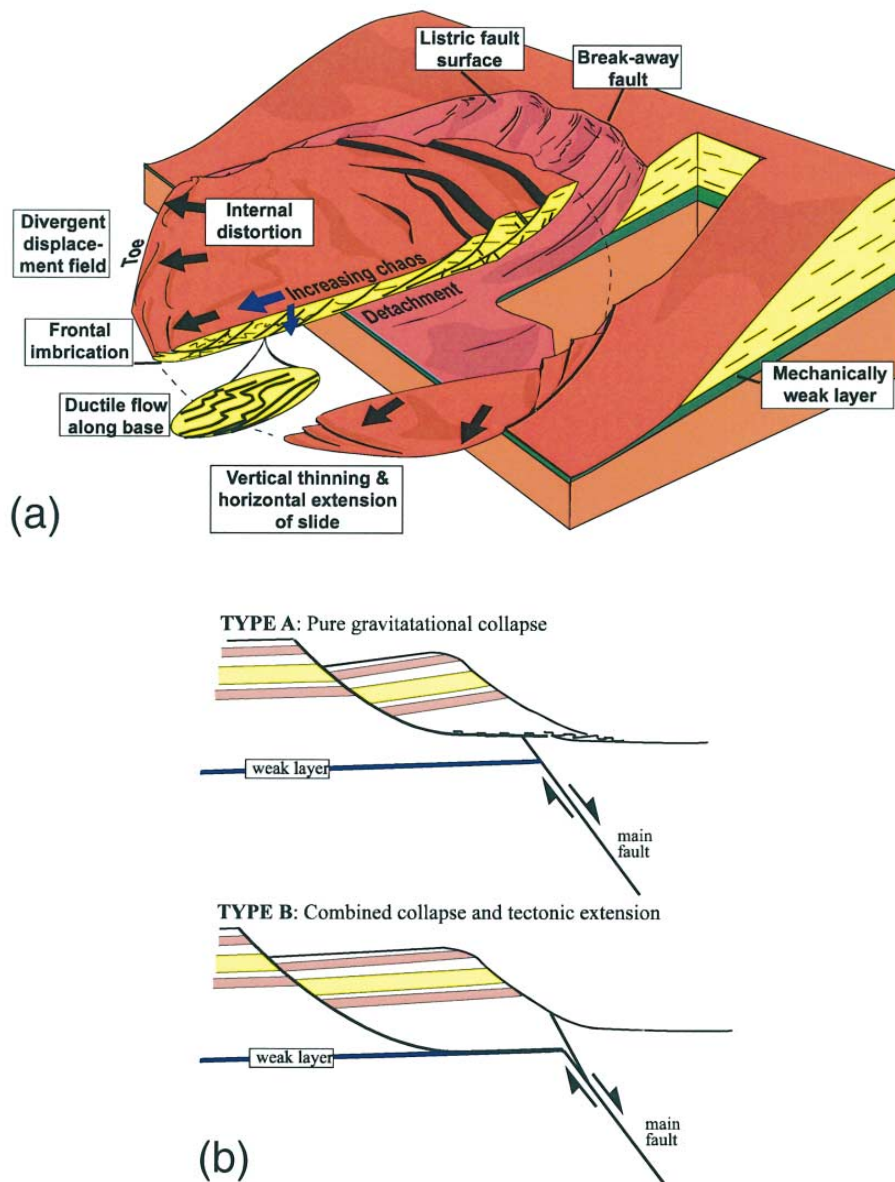 Listric fault
surface
Break-away
fault
Divergent
displace-
ment field
Toe
Internal
distortion
Increasing chaos
Detachment
Frontal
imbrication
Ductile flow
along base
Mechanically
weak layer
Vertical thinning &
horizontal extension
of slide
(a)
TYPE A: Pure gravitatational collapse
weak layer
main
fault
TYPE B: Combined collapse and tectonic extension
weak layer
main
fault
(b)